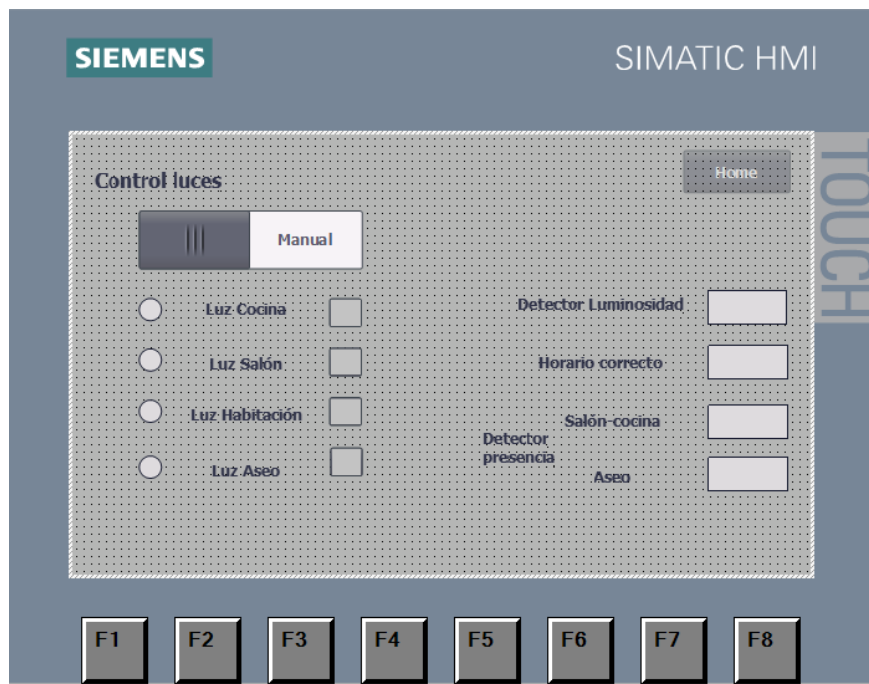 SIEMENS
SIMATIC HMI
TOUCH
Home
Control luces
Manual
Luz Cocina
Detector Luminosidad
Luz Salón
Horario correcto
Luz Habitación
Salón-cocina
Detector
presencia
Luz Aseo
Aseo
F1 F2 F3 F4 F5 F6 F7 F8